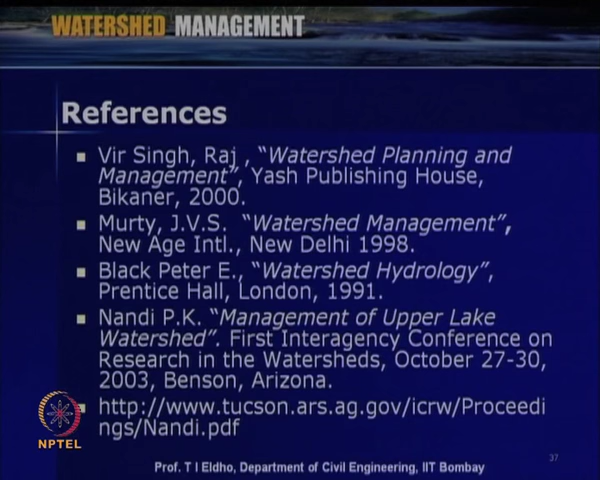 WATERSHED MANAGEMENT
References
Vir Singh, Raj , “Watershed Planning and
Management”, Yash Publishing House,
Bikaner, 2000.
Murty, J.V.S. “Watershed Management”,
New Age Intl., New Delhi 1998.
Black Peter E., “Watershed Hydrology”,
Prentice Hall, London, 1991.
Nandi P.K. “Management of Upper Lake
Watershed”. First Interagency Conference on
Research in the Watersheds, October 27-30,
2003, Benson, Arizona.
http://www.tucson.ars.ag.gov/icrw/Proceedi
ngs/Nandi.pdf
NPTEL
37
Prof. T I Eldho, Department of Civil Engineering, IIT Bombay